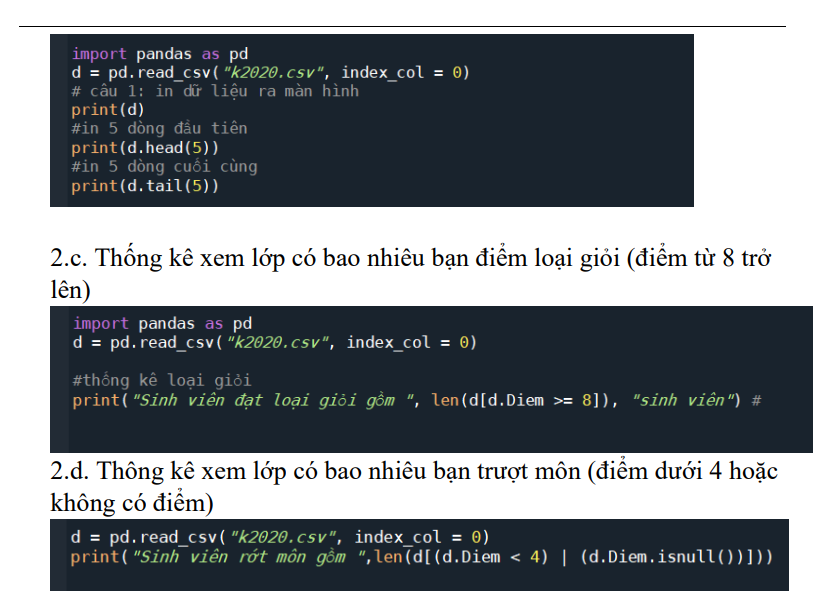 import pandas as pd
d = pd.read_csv("k2020.csv", index_col = 0)
# câu 1: in dữ liệu ra màn hình
print(d)
#in 5 dòng đầu tiên
print(d.head(5))
#in 5 dòng cuối cùng
print(d.tail(5))
2.c. Thống kê xem lớp có bao nhiêu bạn điểm loại giỏi (điểm từ 8 trở
lên)
import pandas as pd
d = pd.read_csv("k2020.csv", index_col = 0)
#thống kê loại giỏi
print("Sinh viên đạt loại giỏi gồm ", len(d[d.Diem >= 8]), "sinh viên") #
2.d. Thông kê xem lớp có bao nhiêu bạn trượt môn (điểm dưới 4 hoặc
không có điểm)
d = pd.read_csv("k2020.csv", index_col = 0)
print("Sinh viên rớt môn gồm ",len(d[(d.Diem < 4) | (d.Diem.isnull())]))